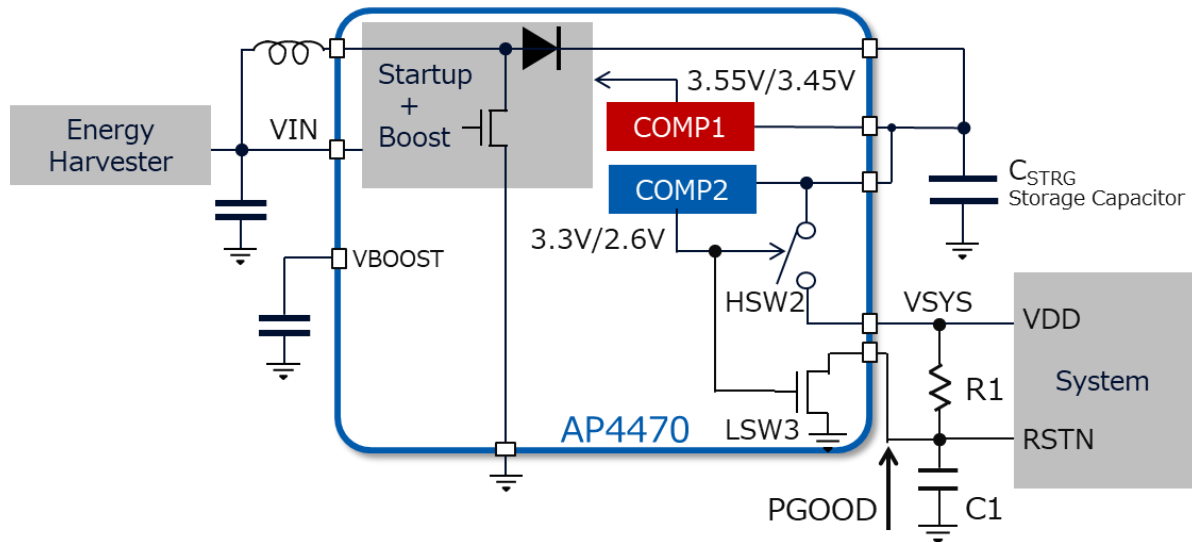 Startup
+
Boost
3.55V/3.45V
COMP1
Energy
Harvester
VIN
COMP2
C_STRG
Storage Capacitor
3.3V/2.6V
VBOOST
HSW2
VSYS
VDD
System
R1
LSW3
AP4470
RSTN
PGOOD
C1